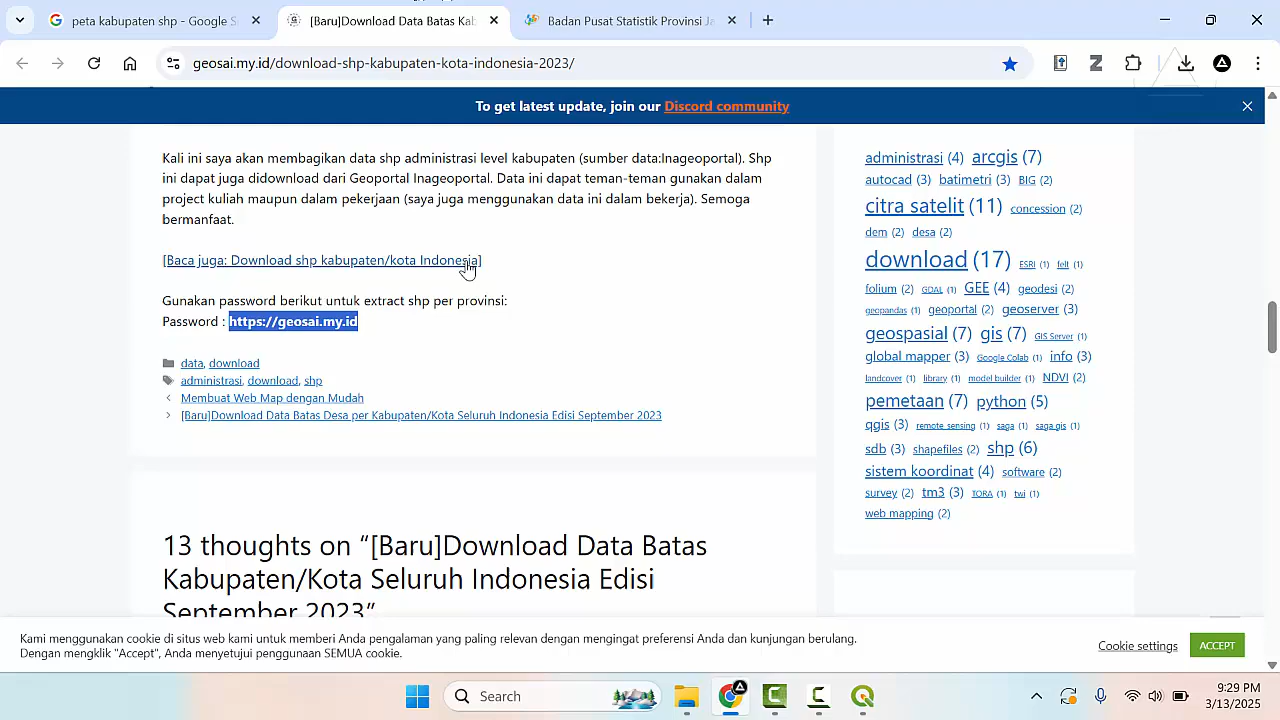 peta kabupaten shp - Google S
[Baru]Download Data Batas Kab
Badan Pusat Statistik Provinsi Ja
geosai.my.id/download-shp-kabupaten-kota-indonesia-2023/
To get latest update, join our Discord community
Kali ini saya akan membagikan data shp administrasi level kabupaten (sumber data:Inageoportal). Shp
ini dapat juga didownload dari Geoportal Inageoportal. Data ini dapat teman-teman gunakan dalam
project kuliah maupun dalam pekerjaan (saya juga menggunakan data ini dalam bekerja). Semoga
bermanfaat.
[Baca juga: Download shp kabupaten/kota Indonesia]
Gunakan password berikut untuk extract shp per provinsi:
Password : https://geosai.my.id
data, download
administrasi, download, shp
Membuat Web Map dengan Mudah
[Baru]Download Data Batas Desa per Kabupaten/Kota Seluruh Indonesia Edisi September 2023
13 thoughts on “[Baru]Download Data Batas
Kabupaten/Kota Seluruh Indonesia Edisi
September 2023”
administrasi (4) arcgis (7)
autocad (3) batimetri (3) BIG (2)
citra satelit (11) concession (2)
dem (2) desa (2)
download (17) ESRI (1) felt (1)
folium (2) GDAL (1) GEE (4) geodesi (2)
geopandas (1) geoportal (2) geoserver (3)
geospasial (7) gis (7) GIS Server (1)
global mapper (3) Google Colab (1) info (3)
landcover (1) library (1) model builder (1) NDVI (2)
pemetaan (7) python (5)
qgis (3) remote sensing (1) saga (1) saga gis (1)
sdb (3) shapefiles (2) shp (6)
sistem koordinat (4) software (2)
survey (2) tm3 (3) TORA (1) twi (1)
web mapping (2)
Kami menggunakan cookie di situs web kami untuk memberi Anda pengalaman yang paling relevan dengan mengingat preferensi Anda dan kunjungan berulang.
Dengan mengklik "Accept", Anda menyetujui penggunaan SEMUA cookie.
Cookie settings
ACCEPT
Search
9:29 PM
3/13/2025